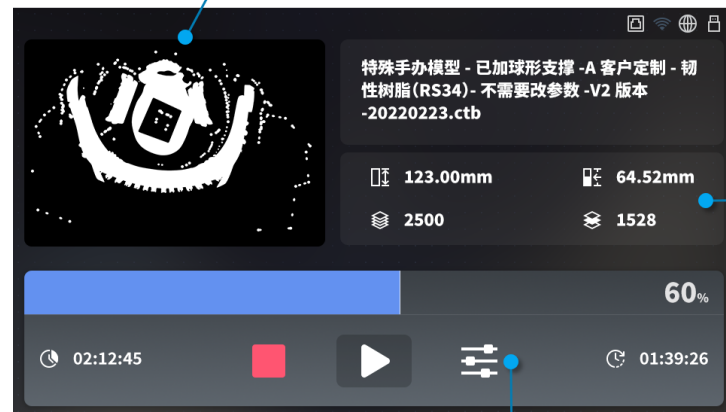 特殊手办模型 - 已加球形支撑 -A 客户定制 - 韧
性树脂（RS34）- 不需要改参数 -V2 版本
-20220223.ctb
123.00mm 64.52mm
2500 1528
60%
02:12:45 01:39:26